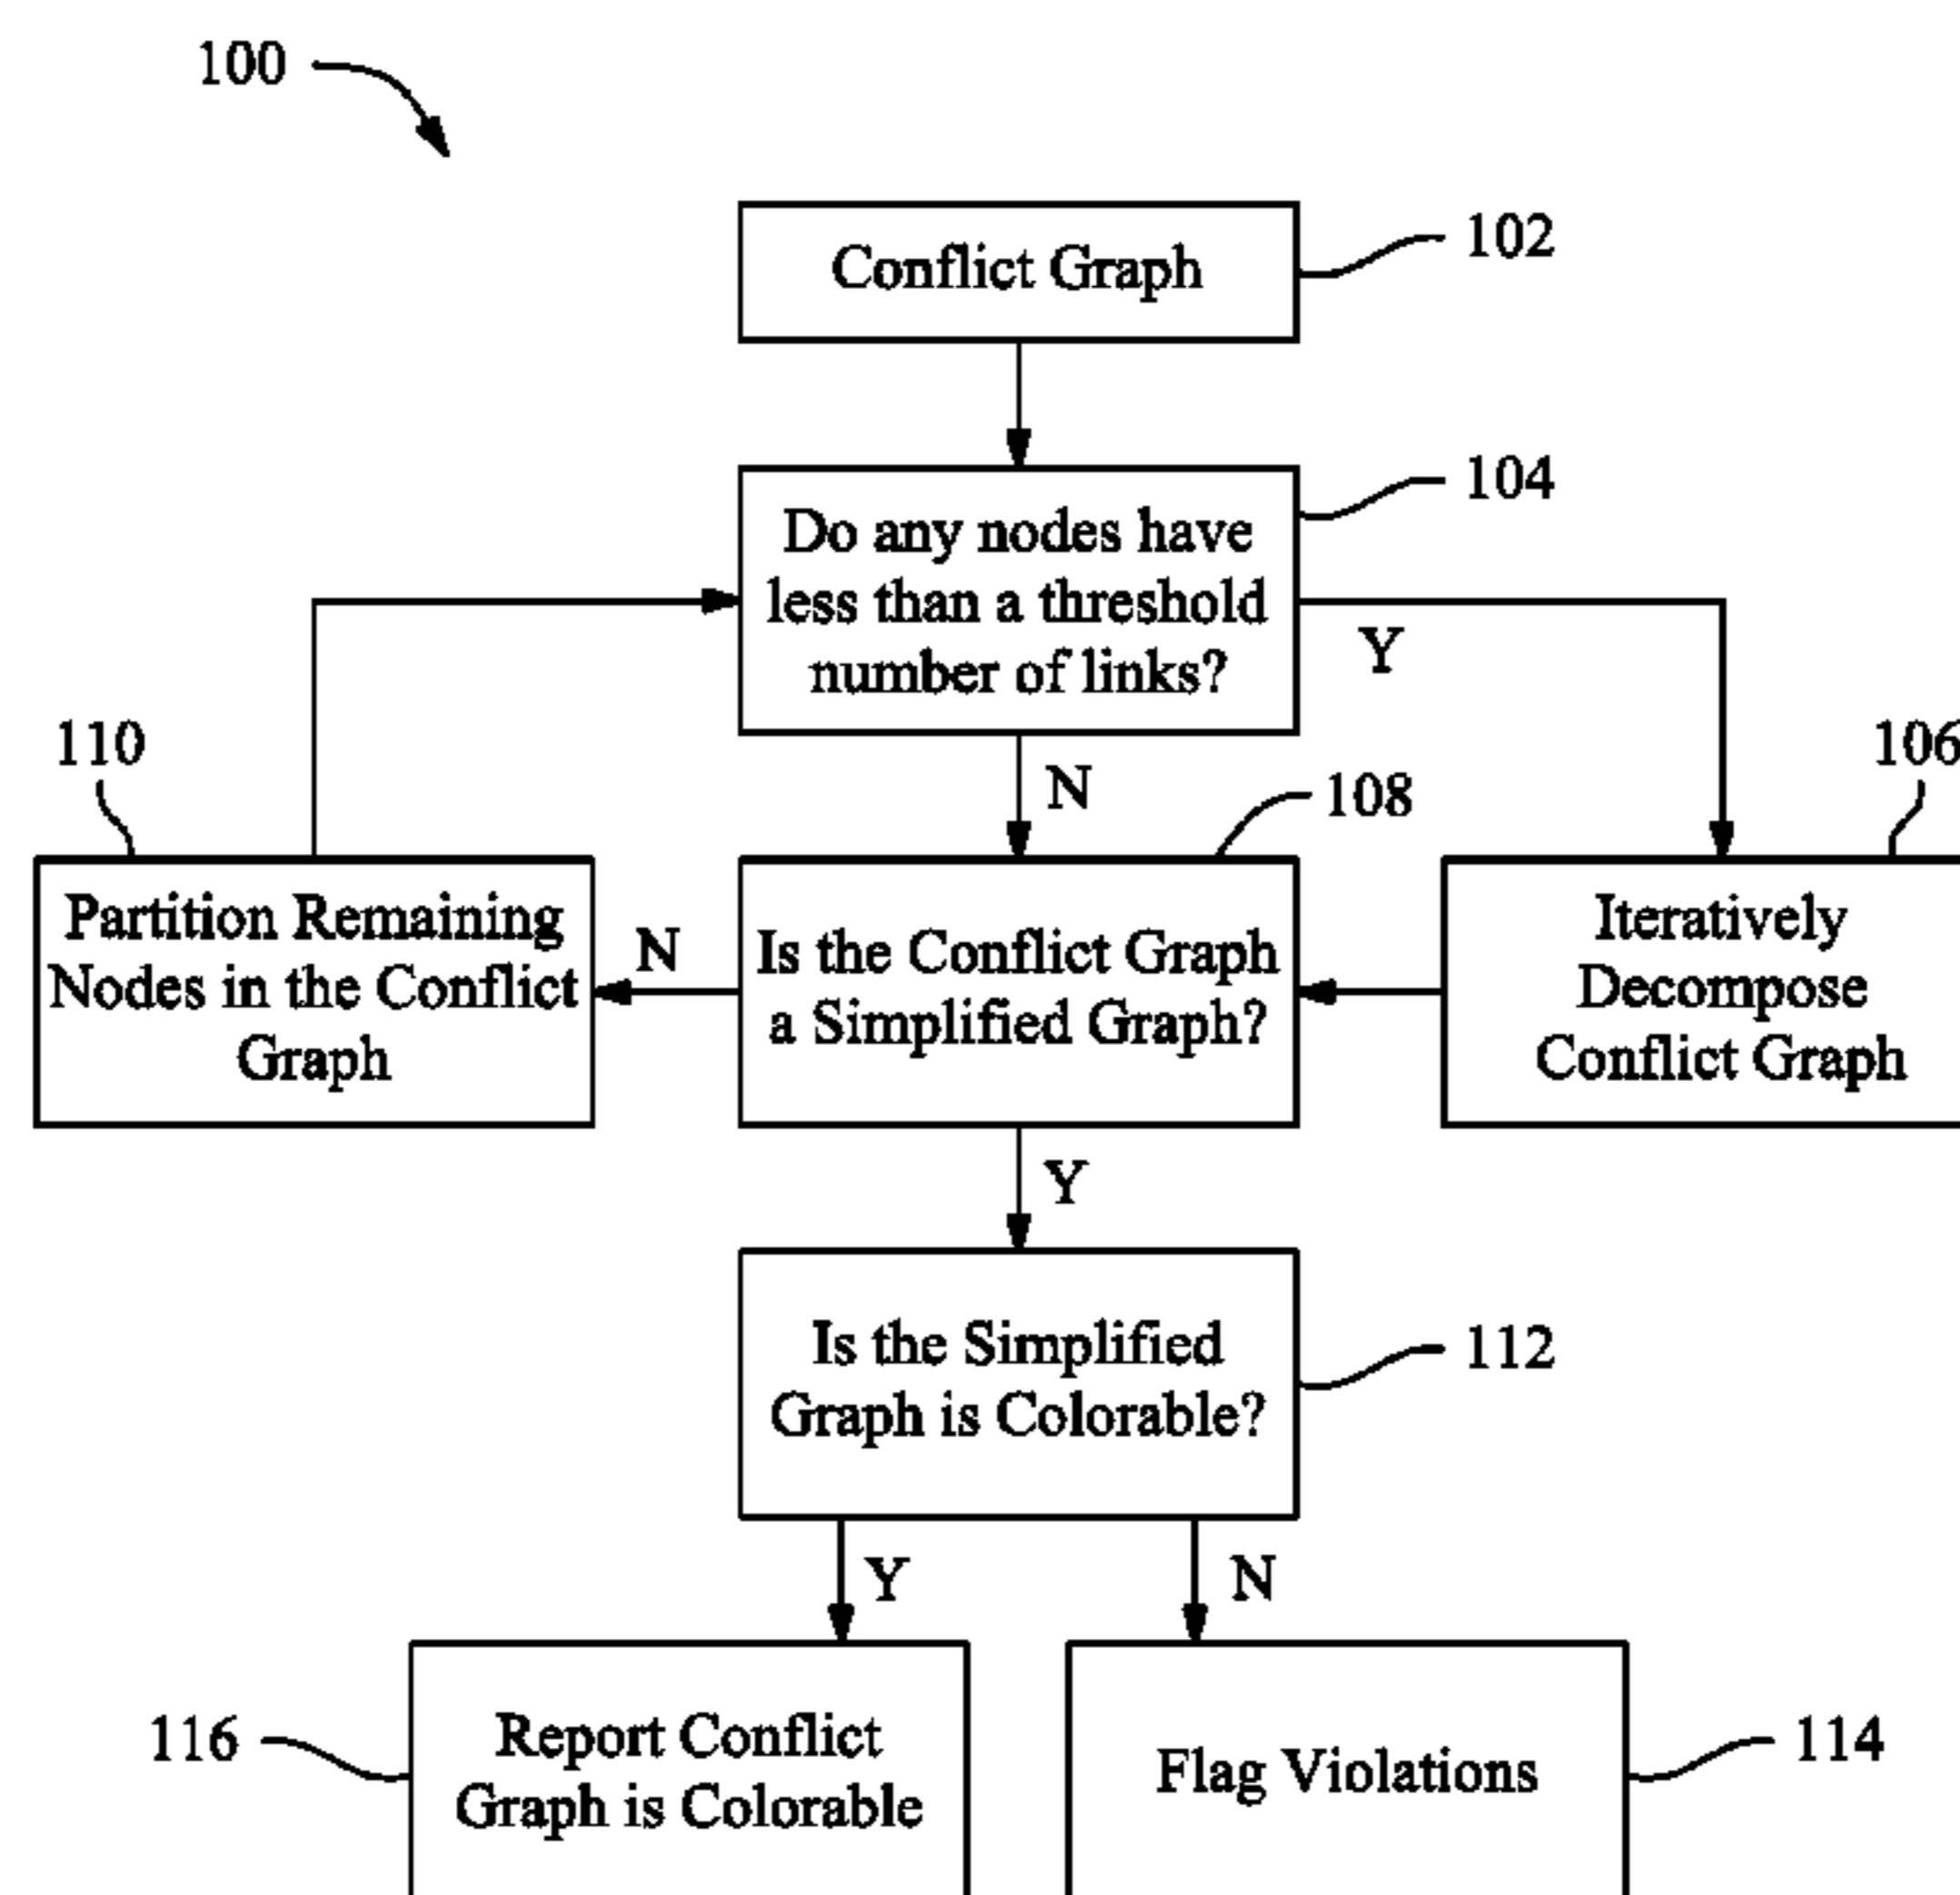 100
Conflict Graph
102
Do any nodes have
less than a threshold
number of links?
104
Y
110
N
108
106
Partition Remaining
Nodes in the Conflict
Graph
N
Is the Conflict Graph
a Simplified Graph?
Iteratively
Decompose
Conflict Graph
Y
Is the Simplified
Graph is Colorable?
112
Y
N
116
Report Conflict
Graph is Colorable
Flag Violations
114